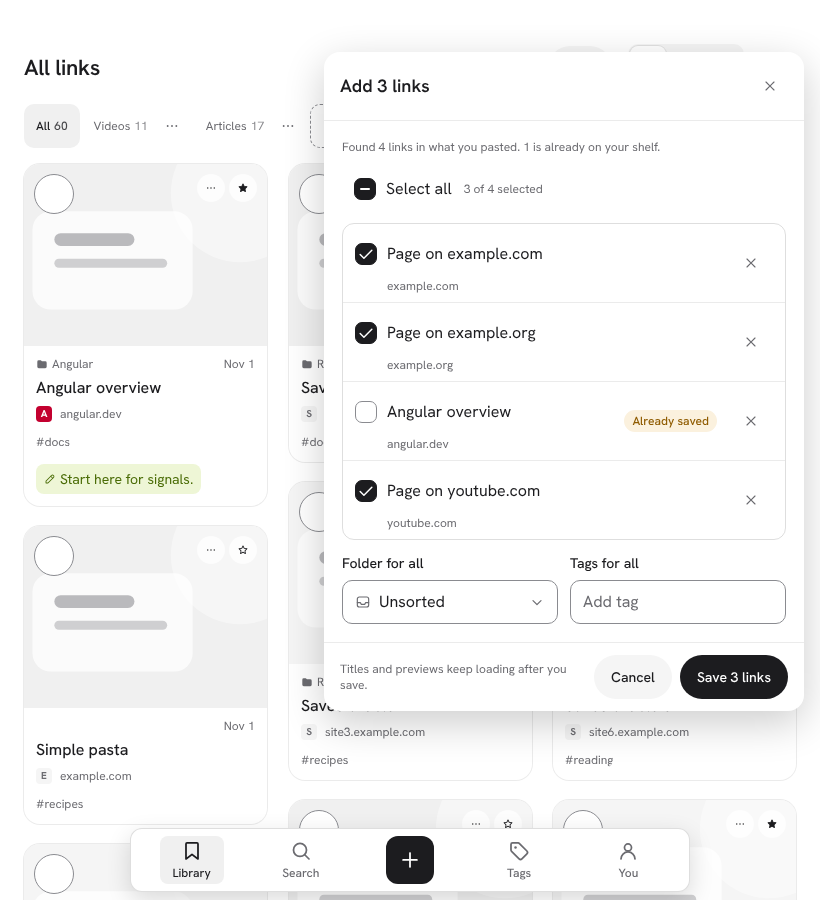 All links
All 60
Videos 11
Articles 17
Add 3 links
Found 4 links in what you pasted. 1 is already on your shelf.
Select all
3 of 4 selected
Page on example.com
example.com
Page on example.org
example.org
Angular overview
angular.dev
Already saved
Page on youtube.com
youtube.com
Folder for all
Tags for all
Unsorted
Add tag
Titles and previews keep loading after you
save.
Cancel
Save 3 links
Angular
Nov 1
Angular overview
A
angular.dev
#docs
Start here for signals.
Nov 1
Simple pasta
E
example.com
#recipes
S
S
site3.example.com
#recipes
S
site6.example.com
#reading
Library
Search
Tags
You